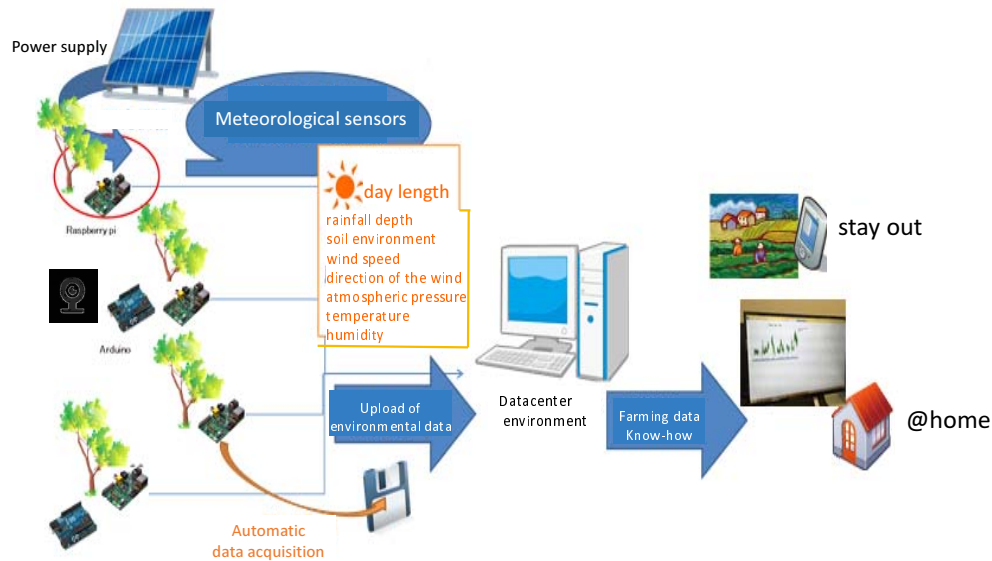 Power supply
Meteorological sensors
day length
rainfall depth
soil environment
wind speed
direction of the wind
atmospheric pressure
temperature
humidity
Raspberry pi
Arduino
Upload of
environmental data
Datacenter
environment
Farming data
Know-how
stay out
@home
Automatic
data acquisition